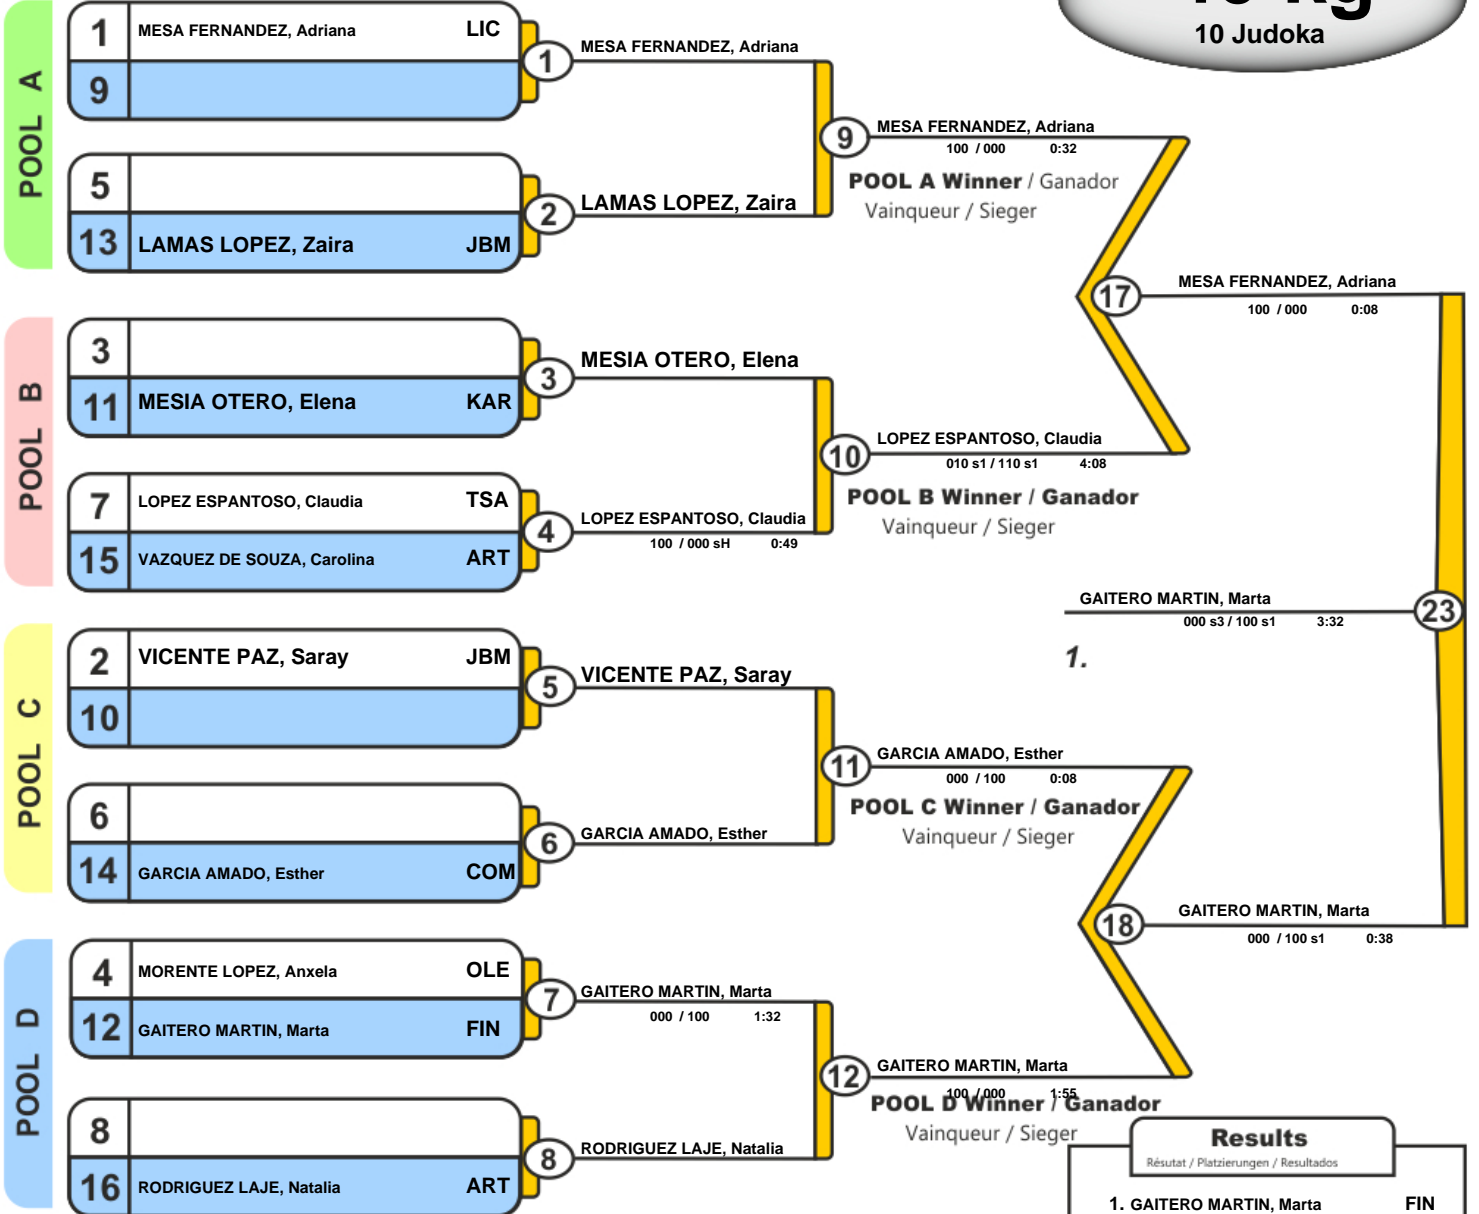 10 Judoka
POOL A
1 MESA FERNANDEZ, Adriana LIC
9
1 MESA FERNANDEZ, Adriana
5
13 LAMAS LOPEZ, Zaira JBM
2 LAMAS LOPEZ, Zaira
9 MESA FERNANDEZ, Adriana
100 / 000 0:32
POOL A Winner / Ganador
Vainqueur / Sieger
POOL B
3
11 MESIA OTERO, Elena KAR
3 MESIA OTERO, Elena
7 LOPEZ ESPANTOSO, Claudia TSA
15 VAZQUEZ DE SOUZA, Carolina ART
4 LOPEZ ESPANTOSO, Claudia
100 / 000 sH 0:49
10 LOPEZ ESPANTOSO, Claudia
010 s1 / 110 s1 4:08
POOL B Winner / Ganador
Vainqueur / Sieger
17 MESA FERNANDEZ, Adriana
100 / 000 0:08
GAITERO MARTIN, Marta 23
000 s3 / 100 s1 3:32
1.
POOL C
2 VICENTE PAZ, Saray JBM
10
5 VICENTE PAZ, Saray
6
14 GARCIA AMADO, Esther COM
6 GARCIA AMADO, Esther
11 GARCIA AMADO, Esther
000 / 100 0:08
POOL C Winner / Ganador
Vainqueur / Sieger
18 GAITERO MARTIN, Marta
000 / 100 s1 0:38
POOL D
4 MORENTE LOPEZ, Anxela OLE
12 GAITERO MARTIN, Marta FIN
7 GAITERO MARTIN, Marta
000 / 100 1:32
8
16 RODRIGUEZ LAJE, Natalia ART
8 RODRIGUEZ LAJE, Natalia
12 GAITERO MARTIN, Marta
100 / 000 1:55
POOL D Winner / Ganador
Vainqueur / Sieger
Results
Résutat / Platzierungen / Resultados
1. GAITERO MARTIN, Marta FIN